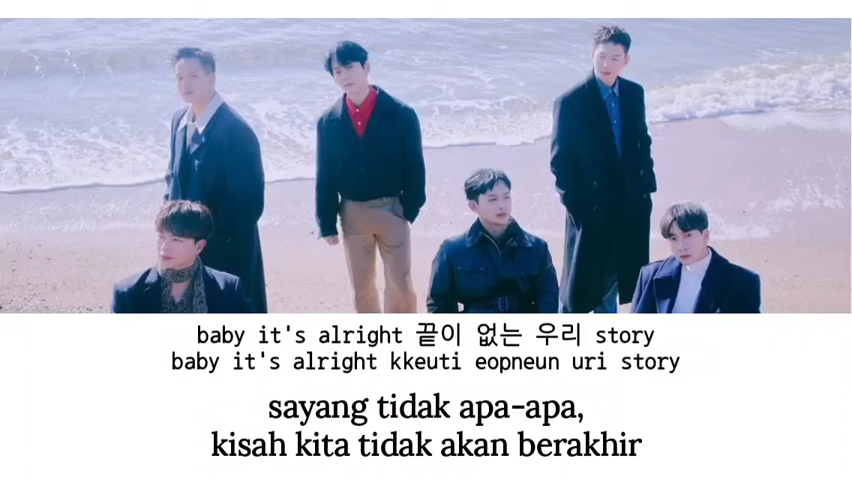 baby it's alright 끝이 없는 우리 story
baby it's alright kkeuti eopneun uri story
sayang tidak apa-apa,
kisah kita tidak akan berakhir